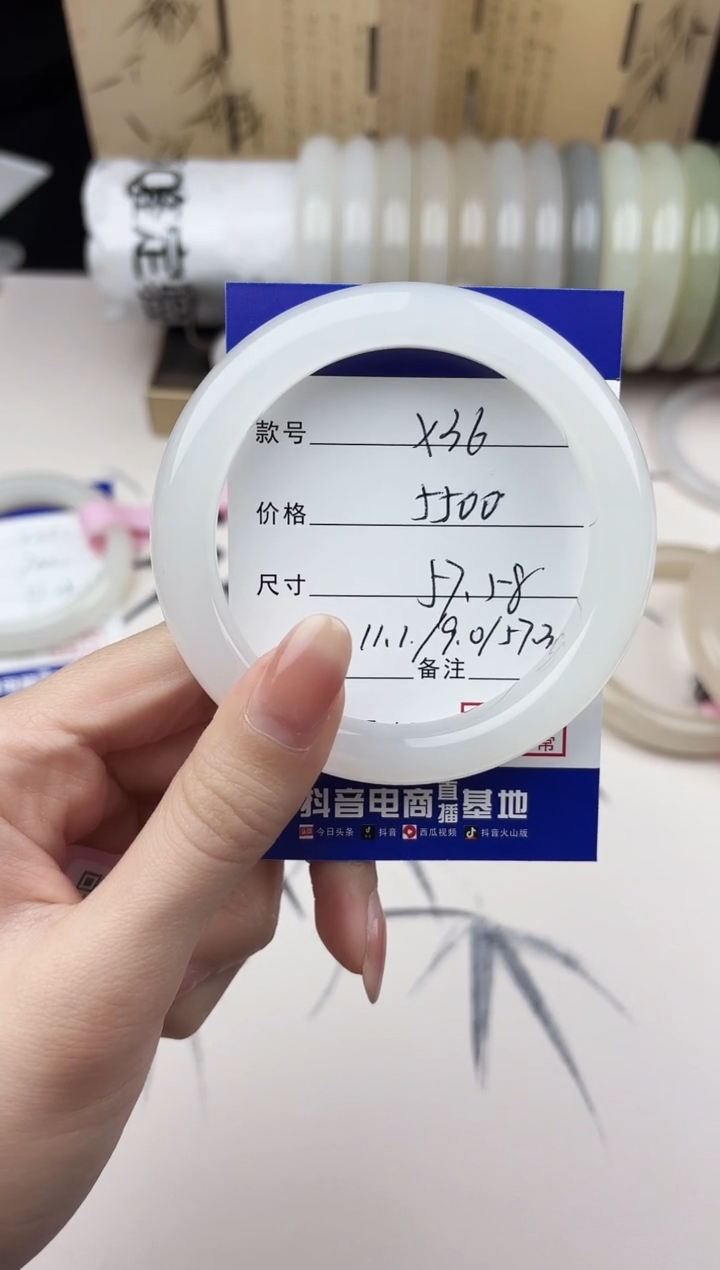 款号 X36
价格 5500
尺寸 57.5-8
11.1/9.0/57.3
备注
常
抖音电商直播基地
今日头条 抖音 西瓜视频 抖音火山版